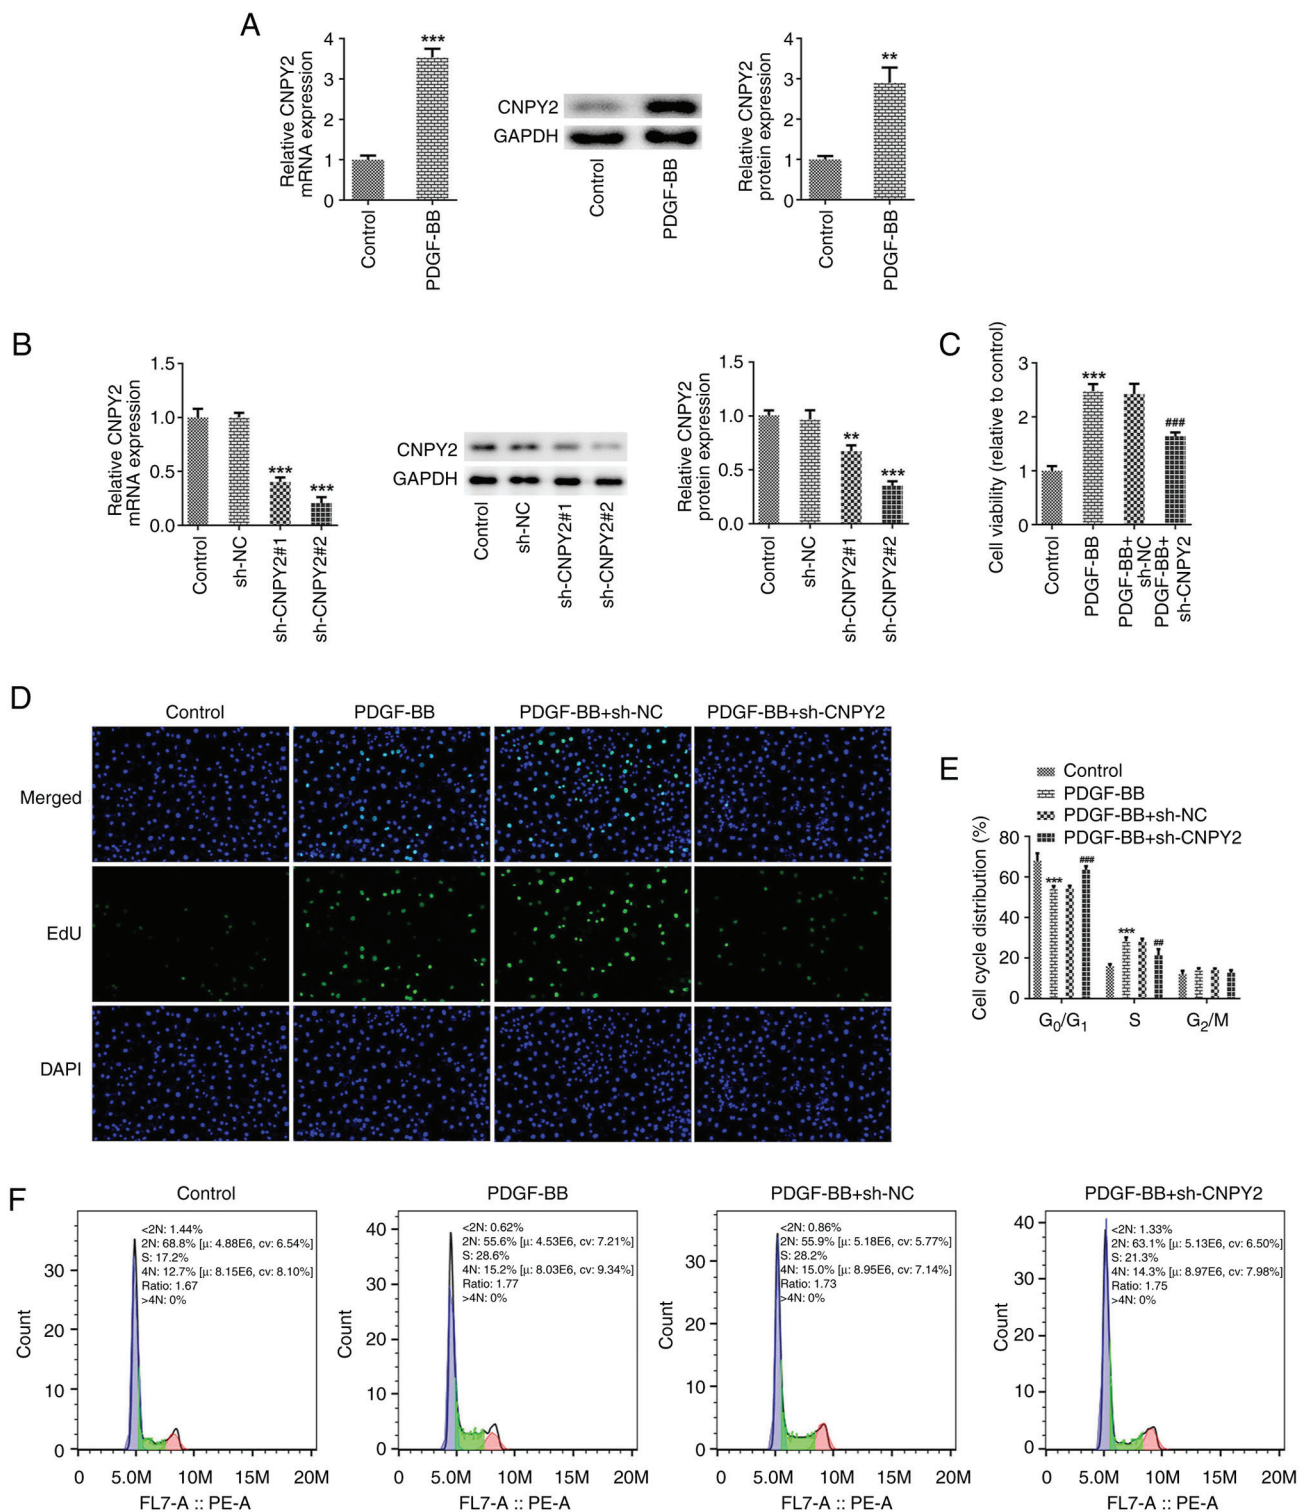 A
Relative CNPY2
mRNA expression
4
3
2
1
0
***
Control
PDGF-BB
CNPY2
GAPDH
Control
PDGF-BB
Relative CNPY2
protein expression
4
3
2
1
0
**
Control
PDGF-BB
B
Relative CNPY2
mRNA expression
1.5
1.0
0.5
0.0
***
***
Control
sh-NC
sh-CNPY2#1
sh-CNPY2#2
CNPY2
GAPDH
Control
sh-NC
sh-CNPY2#1
sh-CNPY2#2
Relative CNPY2
protein expression
1.5
1.0
0.5
0.0
**
***
Control
sh-NC
sh-CNPY2#1
sh-CNPY2#2
C
Cell viability (relative to control)
3
2
1
0
***
###
Control
PDGF-BB
PDGF-BB+
sh-NC
PDGF-BB+
sh-CNPY2
D
Control PDGF-BB PDGF-BB+sh-NC PDGF-BB+sh-CNPY2
Merged
EdU
DAPI
E
Control
PDGF-BB
PDGF-BB+sh-NC
PDGF-BB+sh-CNPY2
Cell cycle distribution (%)
80
60
40
20
0
***
###
***
##
G0/G1 S G2/M
F
Control
Count
30
20
10
0
<2N: 1.44%
2N: 68.8% [µ: 4.88E6, cv: 6.54%]
S: 17.2%
4N: 12.7% [µ: 8.15E6, cv: 8.10%]
Ratio: 1.67
>4N: 0%
0 5.0M 10M 15M 20M
FL7-A :: PE-A
PDGF-BB
Count
40
30
20
10
0
<2N: 0.62%
2N: 55.6% [µ: 4.53E6, cv: 7.21%]
S: 28.6%
4N: 15.2% [µ: 8.03E6, cv: 9.34%]
Ratio: 1.77
>4N: 0%
0 5.0M 10M 15M 20M
FL7-A :: PE-A
PDGF-BB+sh-NC
Count
30
20
10
0
<2N: 0.86%
2N: 55.9% [µ: 5.18E6, cv: 5.77%]
S: 28.2%
4N: 15.0% [µ: 8.95E6, cv: 7.14%]
Ratio: 1.73
>4N: 0%
0 5.0M 10M 15M 20M
FL7-A :: PE-A
PDGF-BB+sh-CNPY2
Count
40
30
20
10
0
<2N: 1.33%
2N: 63.1% [µ: 5.13E6, cv: 6.50%]
S: 21.3%
4N: 14.3% [µ: 8.97E6, cv: 7.98%]
Ratio: 1.75
>4N: 0%
0 5.0M 10M 15M 20M
FL7-A :: PE-A